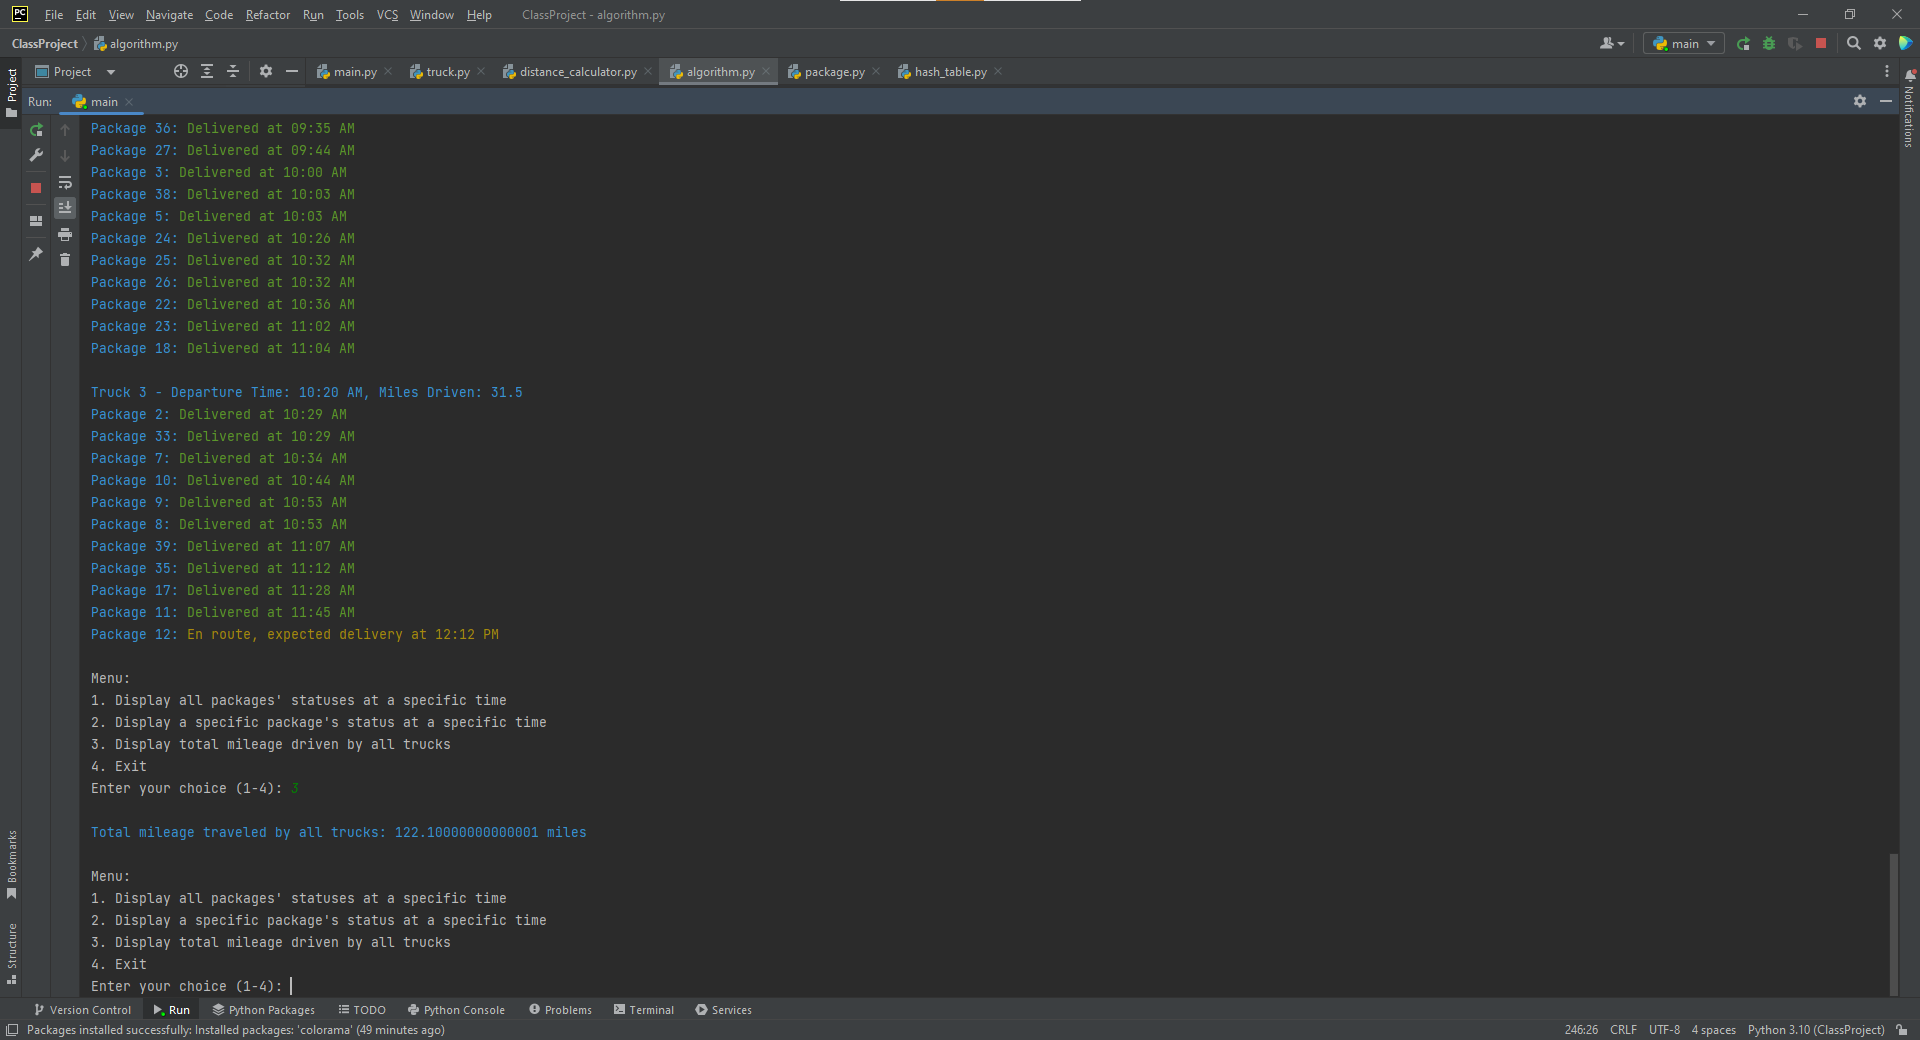 PC File Edit View Navigate Code Refactor Run Tools VCS Window Help ClassProject - algorithm.py
ClassProject algorithm.py main
Project main.py truck.py distance_calculator.py algorithm.py package.py hash_table.py
Run: main
Project
Notifications
Package 36: Delivered at 09:35 AM
Package 27: Delivered at 09:44 AM
Package 3: Delivered at 10:00 AM
Package 38: Delivered at 10:03 AM
Package 5: Delivered at 10:03 AM
Package 24: Delivered at 10:26 AM
Package 25: Delivered at 10:32 AM
Package 26: Delivered at 10:32 AM
Package 22: Delivered at 10:36 AM
Package 23: Delivered at 11:02 AM
Package 18: Delivered at 11:04 AM
Truck 3 - Departure Time: 10:20 AM, Miles Driven: 31.5
Package 2: Delivered at 10:29 AM
Package 33: Delivered at 10:29 AM
Package 7: Delivered at 10:34 AM
Package 10: Delivered at 10:44 AM
Package 9: Delivered at 10:53 AM
Package 8: Delivered at 10:53 AM
Package 39: Delivered at 11:07 AM
Package 35: Delivered at 11:12 AM
Package 17: Delivered at 11:28 AM
Package 11: Delivered at 11:45 AM
Package 12: En route, expected delivery at 12:12 PM
Menu:
1. Display all packages' statuses at a specific time
2. Display a specific package's status at a specific time
3. Display total mileage driven by all trucks
4. Exit
Enter your choice (1-4): 3
Total mileage traveled by all trucks: 122.10000000000001 miles
Menu:
1. Display all packages' statuses at a specific time
2. Display a specific package's status at a specific time
3. Display total mileage driven by all trucks
4. Exit
Enter your choice (1-4):
Bookmarks
Structure
Version Control Run Python Packages TODO Python Console Problems Terminal Services
Packages installed successfully: Installed packages: 'colorama' (49 minutes ago) 246:26 CRLF UTF-8 4 spaces Python 3.10 (ClassProject)